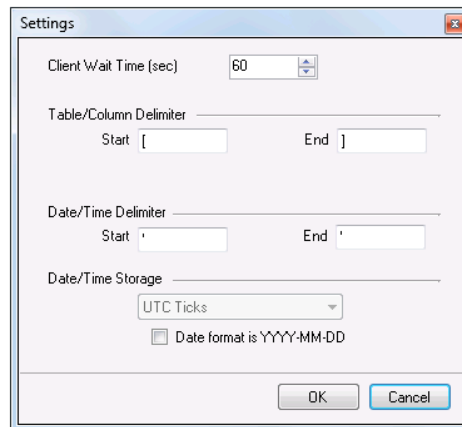 Settings
Client Wait Time (sec) 60
Table/Column Delimiter
Start [ End ]
Date/Time Delimiter
Start ' End '
Date/Time Storage
UTC Ticks
Date format is YYYY-MM-DD
OK Cancel